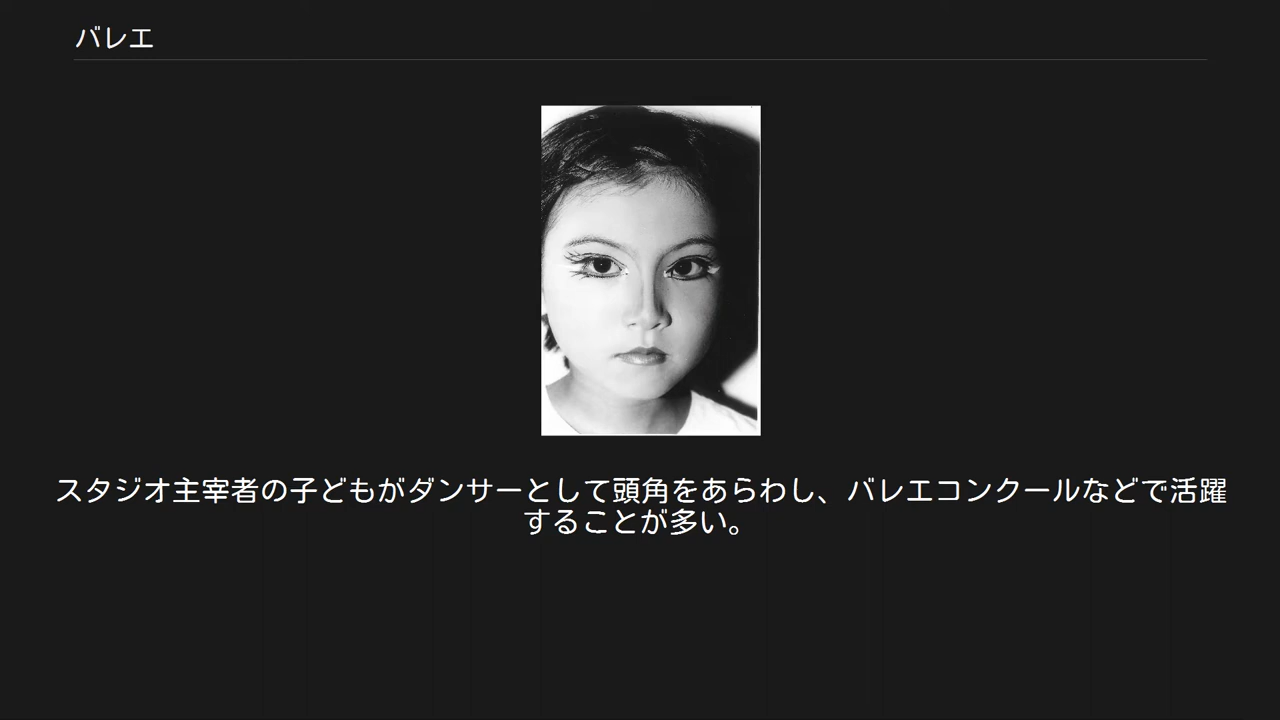 バレエ
スタジオ主宰者の子どもがダンサーとして頭角をあらわし、バレエコンクールなどで活躍
することが多い。